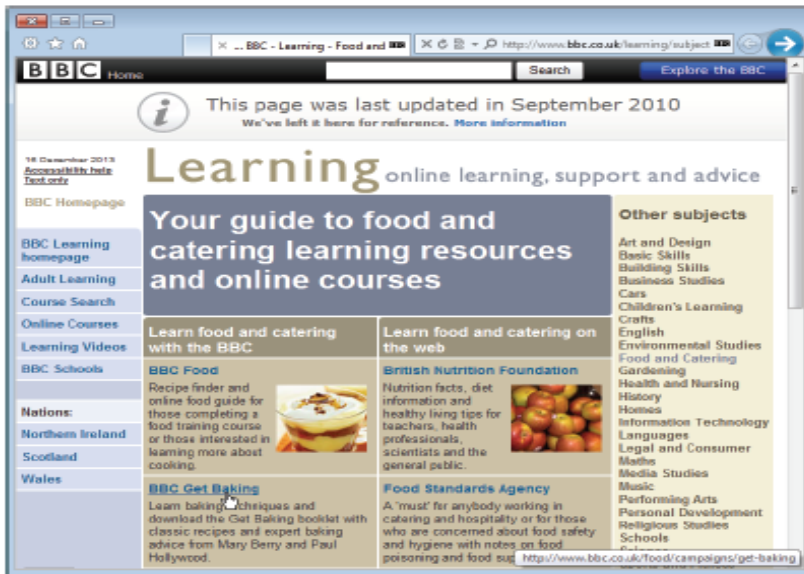 × ... BBC - Learning - Food and
http://www.bbc.co.uk/learning/subject
BBC Home
Search
Explore the BBC
i
This page was last updated in September 2010
We've left it here for reference. More information
16 December 2013
Accessibility help
Text only
BBC Homepage
BBC Learning
homepage
Adult Learning
Course Search
Online Courses
Learning Videos
BBC Schools
Nations:
Northern Ireland
Scotland
Wales
Learning online learning, support and advice
Your guide to food and
catering learning resources
and online courses
Learn food and catering
with the BBC
BBC Food
Recipe finder and
online food guide for
those completing a
food training course
or those interested in
learning more about
cooking.
BBC Get Baking
Learn baking techniques and
download the Get Baking booklet with
classic recipes and expert baking
advice from Mary Berry and Paul
Hollywood.
Learn food and catering on
the web
British Nutrition Foundation
Nutrition facts, diet
information and
healthy living tips for
teachers, health
professionals,
scientists and the
general public.
Food Standards Agency
A 'must' for anybody working in
catering and hospitality or for those
who are concerned about food safety
and hygiene with notes on food
poisoning and food
Other subjects
Art and Design
Basic Skills
Building Skills
Business Studies
Cars
Children's Learning
Crafts
English
Environmental Studies
Food and Catering
Gardening
Health and Nursing
History
Homes
Information Technology
Languages
Legal and Consumer
Maths
Media Studies
Music
Performing Arts
Personal Development
Religious Studies
Schools
http://www.bbc.co.uk/food/campaigns/get-baking